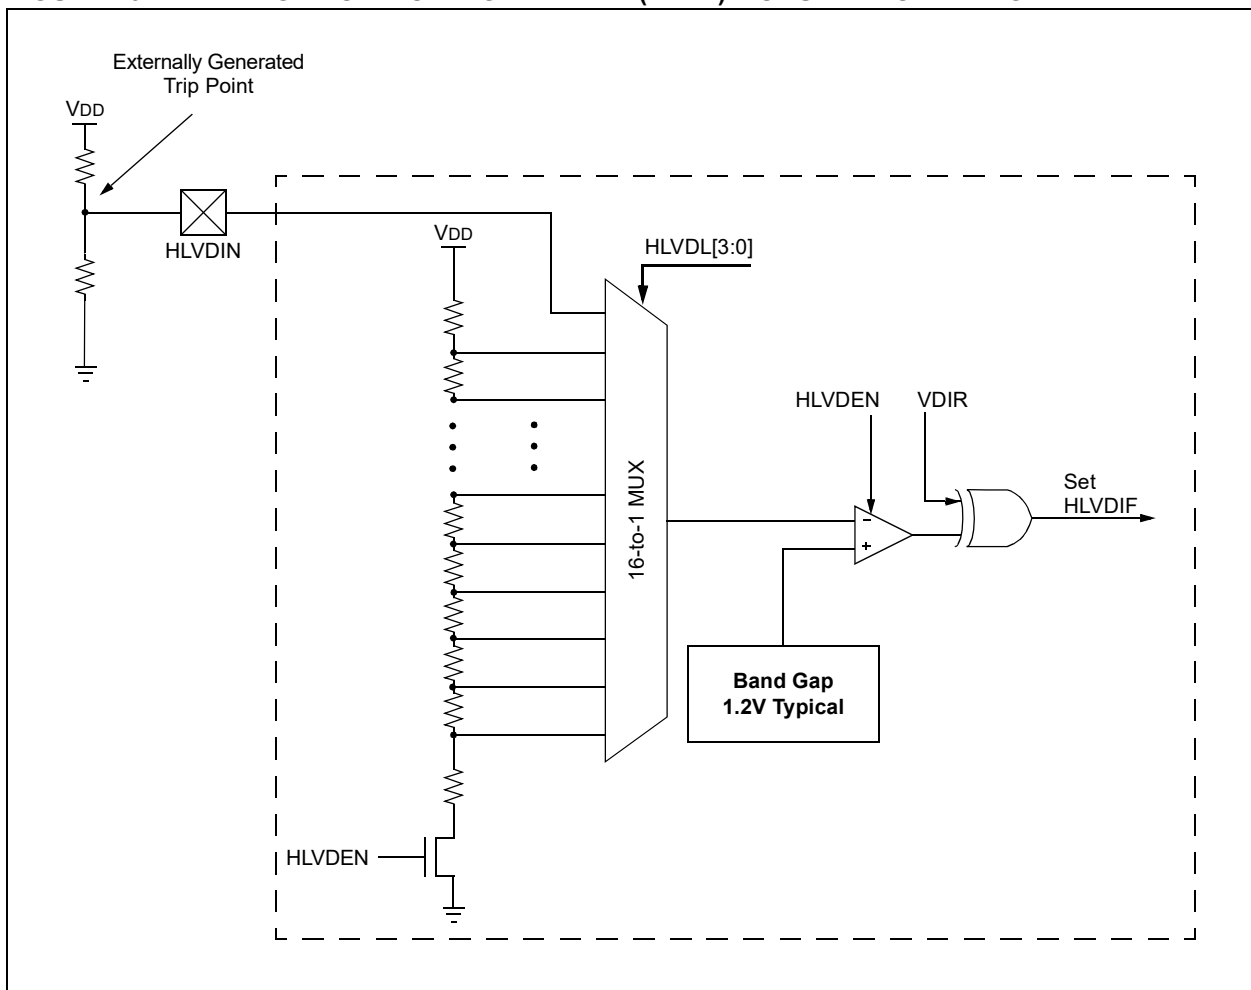 Externally Generated
Trip Point
VDD
HLVDIN
VDD
HLVDL[3:0]
HLVDEN
VDIR
16-to-1 MUX
Set
HLVDIF
–
+
Band Gap
1.2V Typical
HLVDEN